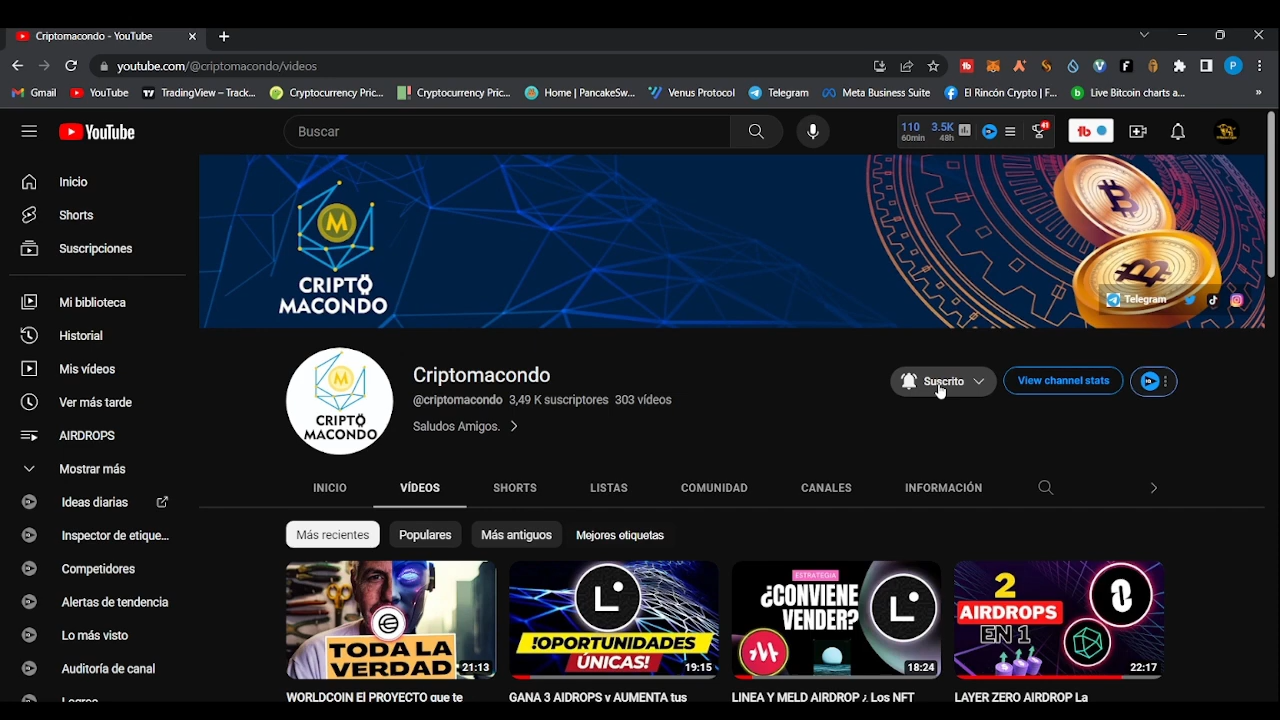 Criptomacondo - YouTube
youtube.com/@criptomacondo/videos
Gmail YouTube TradingView – Track... Cryptocurrency Pric... Cryptocurrency Pric... Home | PancakeSw... Venus Protocol Telegram Meta Business Suite El Rincón Crypto | F... Live Bitcoin charts a... »
YouTube
Buscar
110 3.5K
60min 48h
41
Inicio
Shorts
Suscripciones
Mi biblioteca
Historial
Mis vídeos
Ver más tarde
AIRDROPS
Mostrar más
Ideas diarias
Inspector de etique...
Competidores
Alertas de tendencia
Lo más visto
Auditoría de canal
Logros
M
CRIPTO
MACONDO
Telegram
M
CRIPTO
MACONDO
Criptomacondo
@criptomacondo 3,49 K suscriptores 303 vídeos
Saludos Amigos.
Suscrito
View channel stats
INICIO VÍDEOS SHORTS LISTAS COMUNIDAD CANALES INFORMACIÓN
Más recientes Populares Más antiguos Mejores etiquetas
TODA LA
VERDAD
21:13
WORLDCOIN El PROYECTO que te
!OPORTUNIDADES
ÚNICAS!
19:15
GANA 3 AIDROPS y AUMENTA tus
ESTRATEGIA
¿CONVIENE
VENDER?
18:24
LINEA Y MELD AIRDROP ¿ Los NFT
2
AIRDROPS
EN 1
22:17
LAYER ZERO AIRDROP La